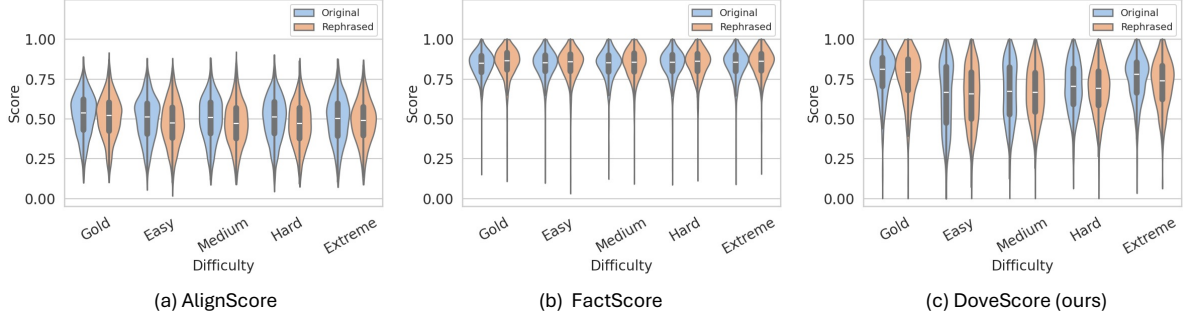 Original
Rephrased
1.00
0.75
0.50
0.25
0.00
Score
Gold
Easy
Medium
Hard
Extreme
Difficulty
(a) AlignScore
Original
Rephrased
1.00
0.75
0.50
0.25
0.00
Score
Gold
Easy
Medium
Hard
Extreme
Difficulty
(b) FactScore
Original
Rephrased
1.00
0.75
0.50
0.25
0.00
Score
Gold
Easy
Medium
Hard
Extreme
Difficulty
(c) DoveScore (ours)